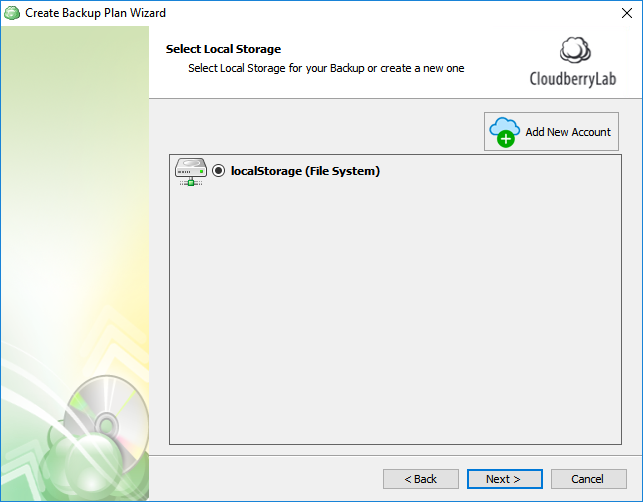 Create Backup Plan Wizard
Select Local Storage
Select Local Storage for your Backup or create a new one
CloudberryLab
Add New Account
localStorage (File System)
< Back
Next >
Cancel